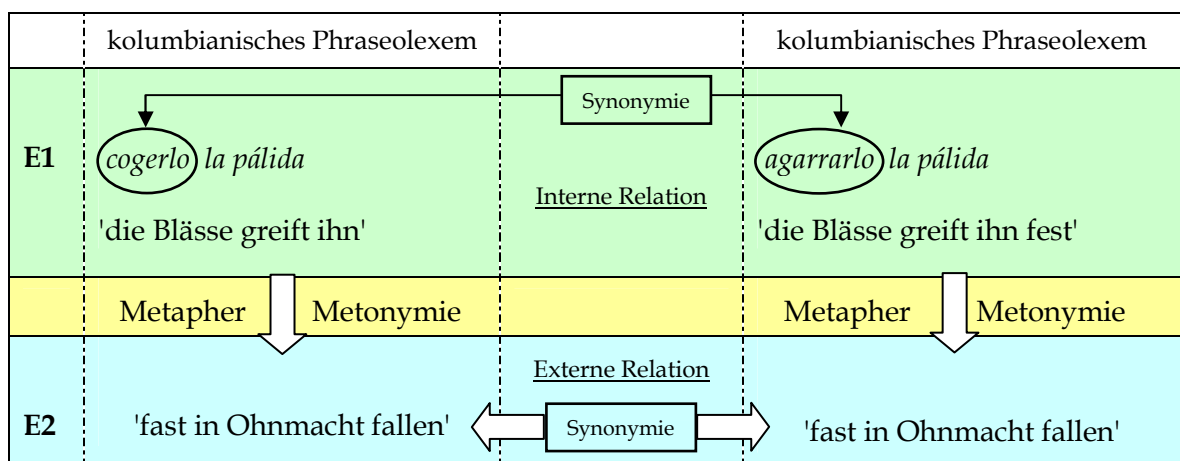 kolumbianisches Phraseolexem kolumbianisches Phraseolexem
Synonymie
E1 cogerlo la pálida agarrarlo la pálida
Interne Relation
'die Blässe greift ihn' 'die Blässe greift ihn fest'
Metapher Metonymie Metapher Metonymie
Externe Relation
E2 'fast in Ohnmacht fallen' Synonymie 'fast in Ohnmacht fallen'